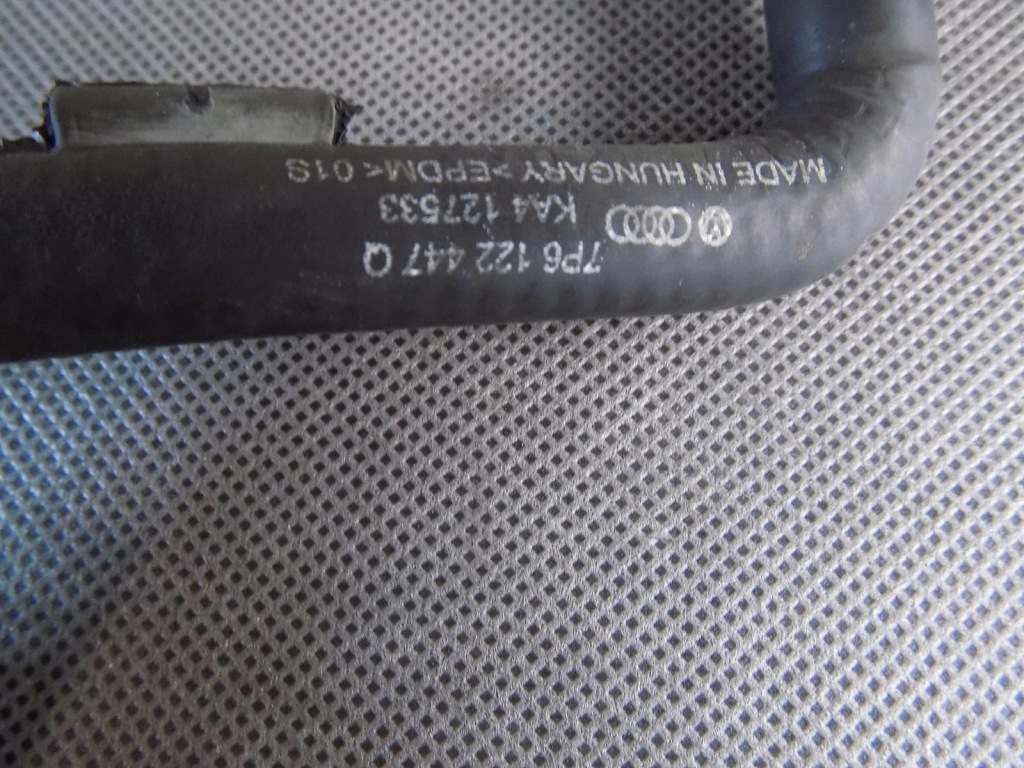 7P6 122 447 Q
KA4 127533
MADE IN HUNGARY >EPDM< 01S